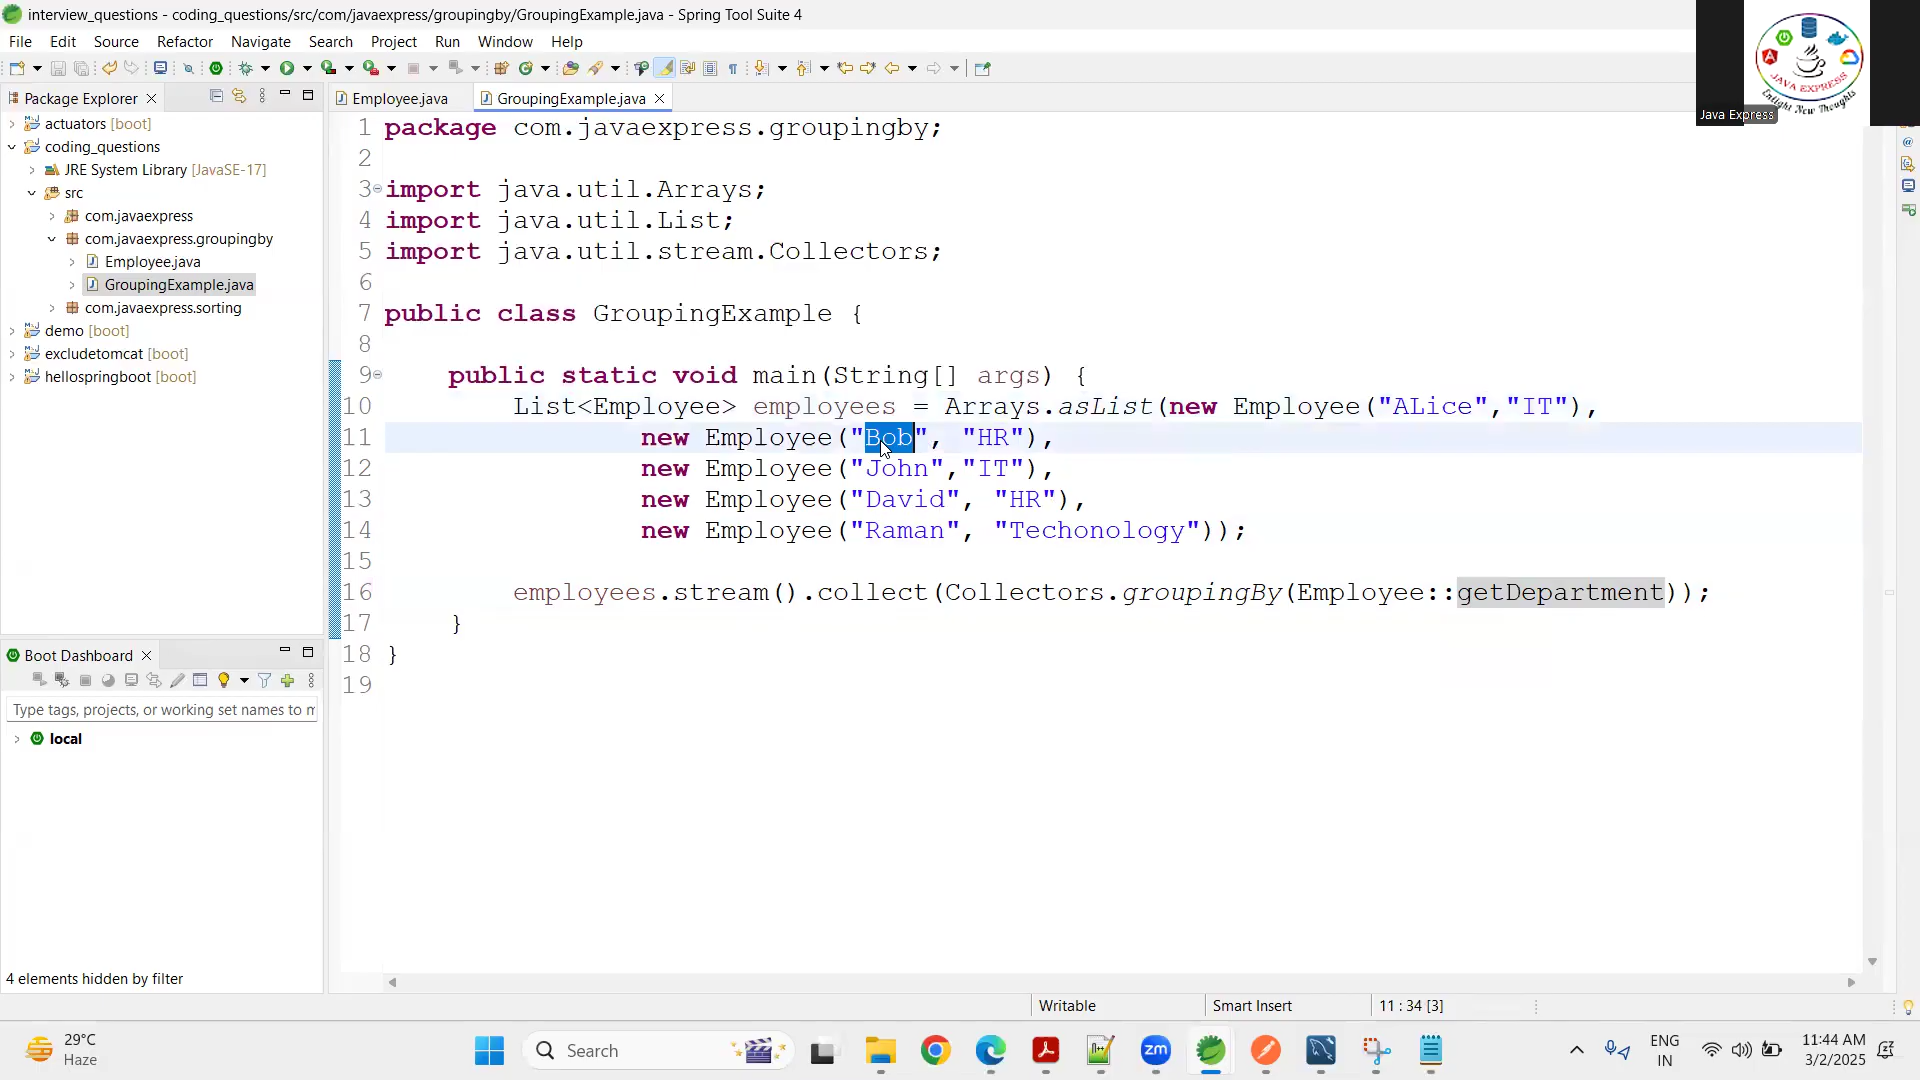 interview_questions - coding_questions/src/com/javaexpress/groupingby/GroupingExample.java - Spring Tool Suite 4
File Edit Source Refactor Navigate Search Project Run Window Help
JAVA EXPRESS
Enlight New Thoughts
Java Express
Package Explorer
actuators [boot]
coding_questions
JRE System Library [JavaSE-17]
src
com.javaexpress
com.javaexpress.groupingby
Employee.java
GroupingExample.java
com.javaexpress.sorting
demo [boot]
excludetomcat [boot]
hellospringboot [boot]
Employee.java GroupingExample.java
1 package com.javaexpress.groupingby;
2
3 import java.util.Arrays;
4 import java.util.List;
5 import java.util.stream.Collectors;
6
7 public class GroupingExample {
8
9 public static void main(String[] args) {
10 List<Employee> employees = Arrays.asList(new Employee("ALice","IT"),
11 new Employee("Bob", "HR"),
12 new Employee("John","IT"),
13 new Employee("David", "HR"),
14 new Employee("Raman", "Techonology"));
15
16 employees.stream().collect(Collectors.groupingBy(Employee::getDepartment));
17 }
18 }
19
Boot Dashboard
Type tags, projects, or working set names to m
local
4 elements hidden by filter
Writable Smart Insert 11 : 34 [3]
29°C
Haze
Search
zm
ENG
IN
11:44 AM
3/2/2025